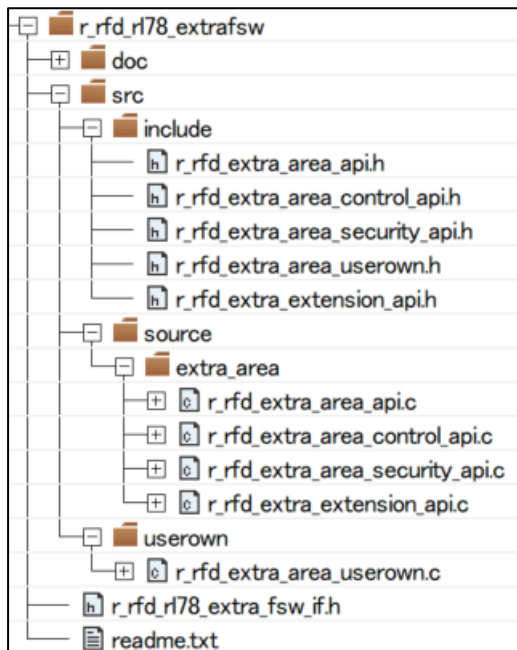 r_rfd_rl78_extrafsw
doc
src
include
r_rfd_extra_area_api.h
r_rfd_extra_area_control_api.h
r_rfd_extra_area_security_api.h
r_rfd_extra_area_userown.h
r_rfd_extra_extension_api.h
source
extra_area
r_rfd_extra_area_api.c
r_rfd_extra_area_control_api.c
r_rfd_extra_area_security_api.c
r_rfd_extra_extension_api.c
userown
r_rfd_extra_area_userown.c
r_rfd_rl78_extra_fsw_if.h
readme.txt